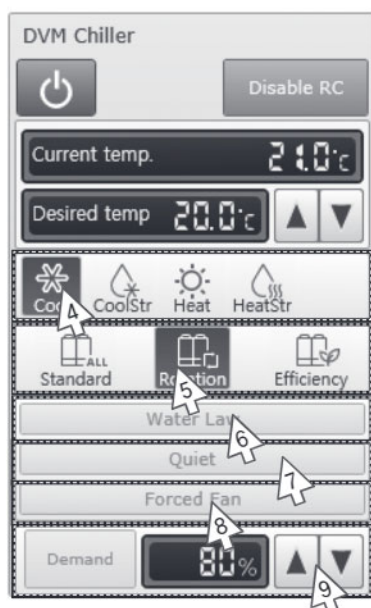 DVM Chiller
Disable RC
Current temp. 21.0°c
Desired temp 20.0°c
Cool CoolStr Heat HeatStr
4
ALL
Standard Rotation Efficiency
5
Water Law
6
Quiet
7
Forced Fan
8
Demand 80%
9